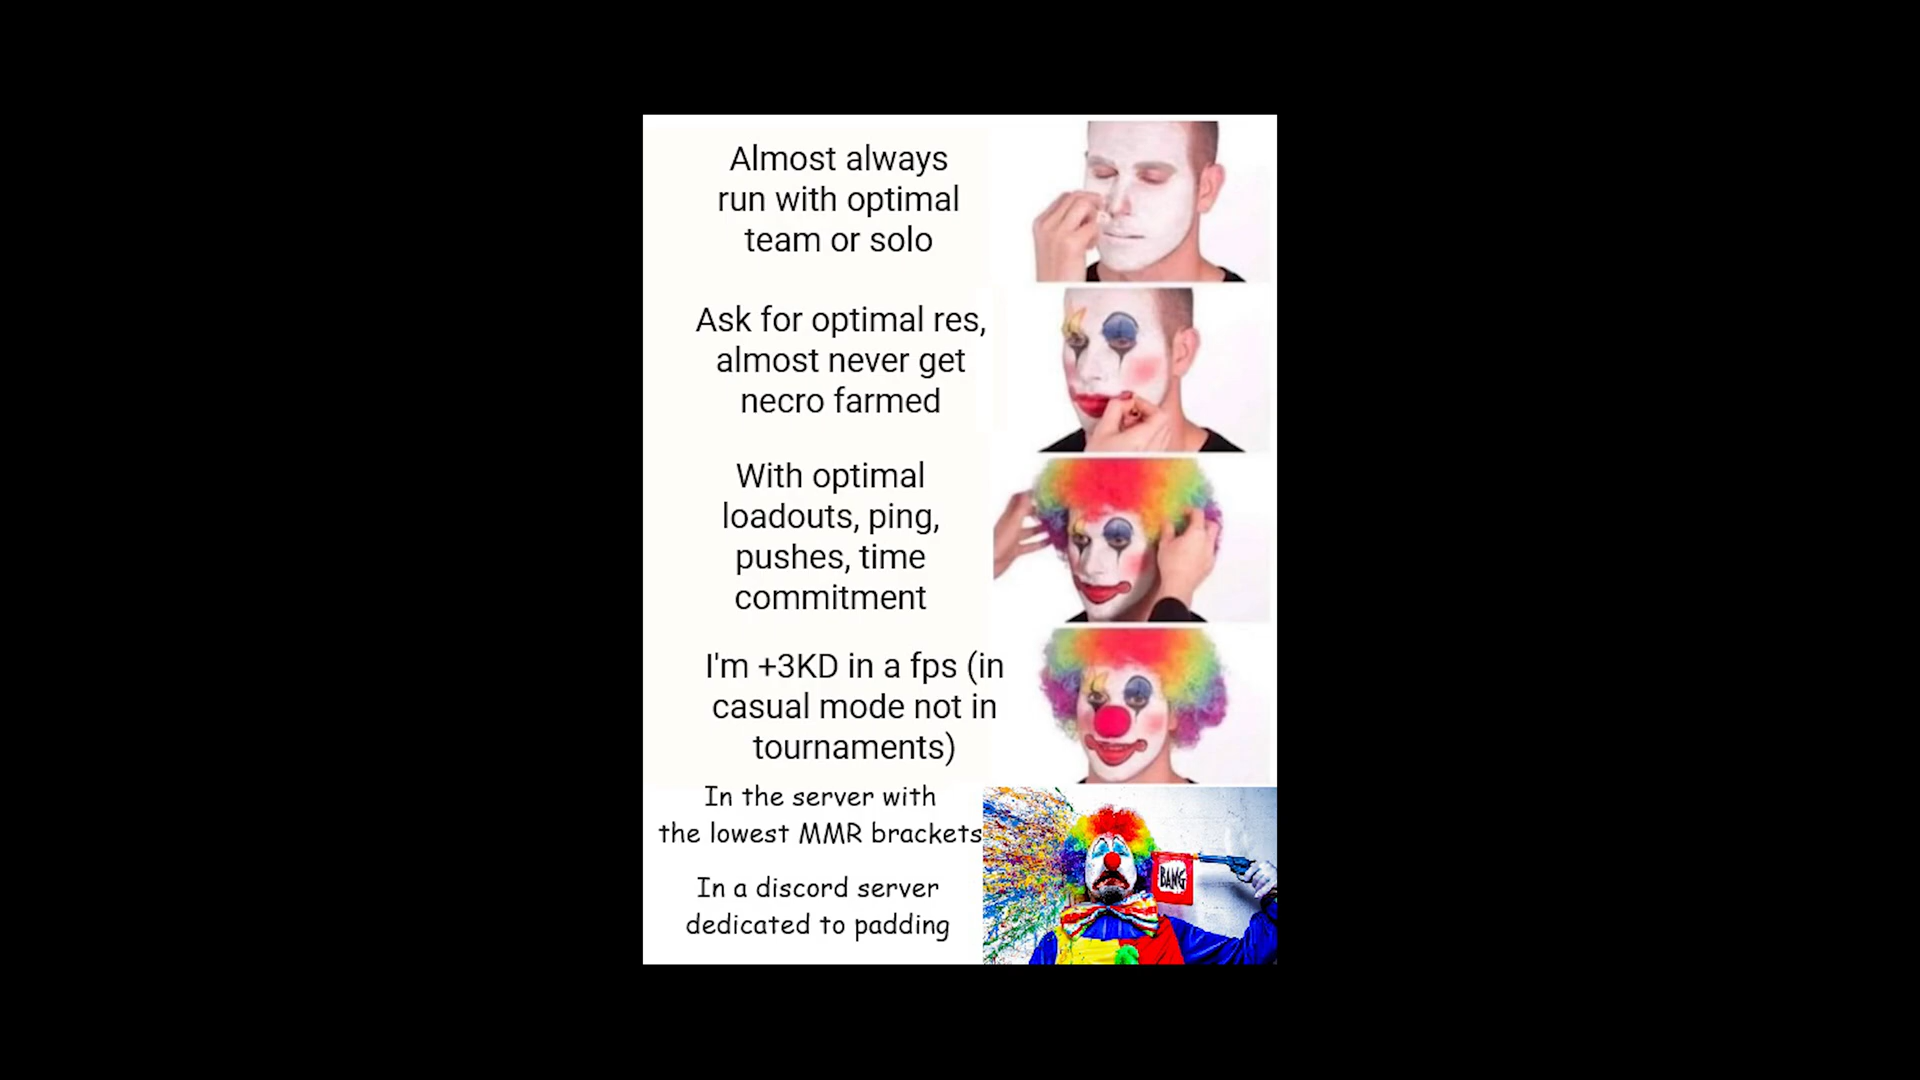 Almost always
run with optimal
team or solo
Ask for optimal res,
almost never get
necro farmed
With optimal
loadouts, ping,
pushes, time
commitment
I'm +3KD in a fps (in
casual mode not in
tournaments)
In the server with
the lowest MMR brackets
BANG
In a discord server
dedicated to padding